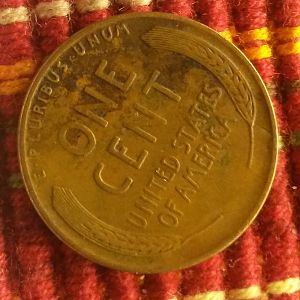 E·PLURIBUS·UNUM
ONE
CENT
UNITED STATES
OF AMERICA